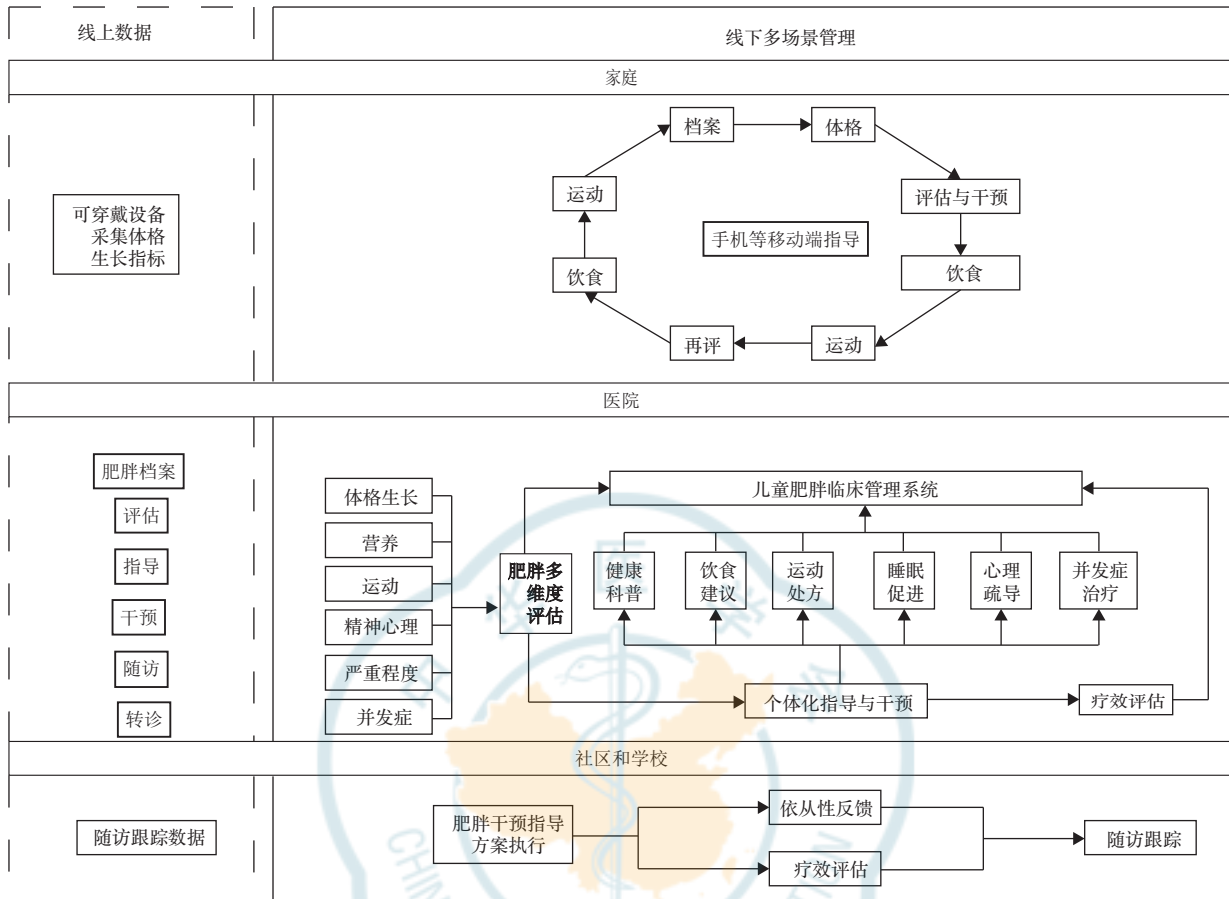 线上数据
线下多场景管理
家庭
可穿戴设备
采集体格
生长指标
档案
体格
运动
评估与干预
手机等移动端指导
饮食
饮食
再评
运动
医院
肥胖档案
评估
指导
干预
随访
转诊
体格生长
营养
运动
精神心理
严重程度
并发症
肥胖多
维度
评估
儿童肥胖临床管理系统
健康
科普
饮食
建议
运动
处方
睡眠
促进
心理
疏导
并发症
治疗
个体化指导与干预
疗效评估
社区和学校
随访跟踪数据
肥胖干预指导
方案执行
依从性反馈
疗效评估
随访跟踪